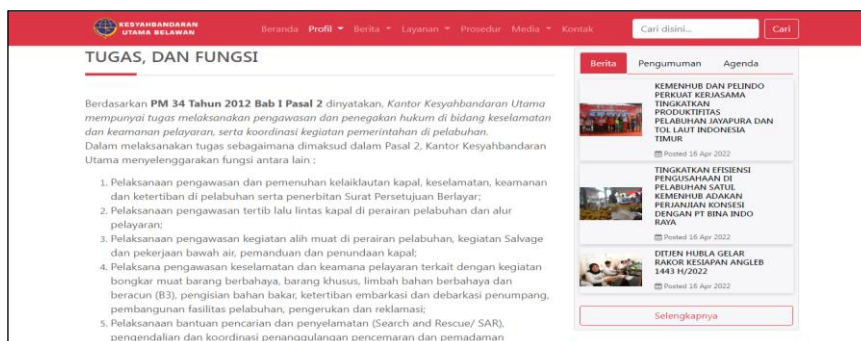 KESYAHBANDARAN
UTAMA BELAWAN
Beranda Profil Berita Layanan Prosedur Media Kontak
Cari disini...
Cari
TUGAS, DAN FUNGSI
Berdasarkan PM 34 Tahun 2012 Bab I Pasal 2 dinyatakan, Kantor Kesyahbandaran Utama
mempunyai tugas melaksanakan pengawasan dan penegakan hukum di bidang keselamatan
dan keamanan pelayaran, serta koordinasi kegiatan pemerintahan di pelabuhan.
Dalam melaksanakan tugas sebagaimana dimaksud dalam Pasal 2, Kantor Kesyahbandaran
Utama menyelenggarakan fungsi antara lain :
1. Pelaksanaan pengawasan dan pemenuhan kelaiklautan kapal, keselamatan, keamanan
dan ketertiban di pelabuhan serta penerbitan Surat Persetujuan Berlayar;
2. Pelaksanaan pengawasan tertib lalu lintas kapal di perairan pelabuhan dan alur
pelayaran;
3. Pelaksanaan pengawasan kegiatan alih muat di perairan pelabuhan, kegiatan Salvage
dan pekerjaan bawah air, pemanduan dan penundaan kapal;
4. Pelaksana pengawasan keselamatan dan keamana pelayaran terkait dengan kegiatan
bongkar muat barang berbahaya, barang khusus, limbah bahan berbahaya dan
beracun (B3), pengisian bahan bakar, ketertiban embarkasi dan debarkasi penumpang,
pembangunan fasilitas pelabuhan, pengerukan dan reklamasi;
5. Pelaksanaan bantuan pencarian dan penyelamatan (Search and Rescue/ SAR),
pengendalian dan koordinasi penanggulangan pencemaran dan pemadaman
Berita Pengumuman Agenda
KEMENHUB DAN PELINDO
PERKUAT KERJASAMA
TINGKATKAN
PRODUKTIFITAS
PELABUHAN JAYAPURA DAN
TOL LAUT INDONESIA
TIMUR
Posted 16 Apr 2022
TINGKATKAN EFISIENSI
PENGUSAHAAN DI
PELABUHAN SATUI,
KEMENHUB ADAKAN
PERJANJIAN KONSESI
DENGAN PT BINA INDO
RAYA
Posted 16 Apr 2022
DITJEN HUBLA GELAR
RAKOR KESIAPAN ANGLEB
1443 H/2022
Posted 16 Apr 2022
Selengkapnya